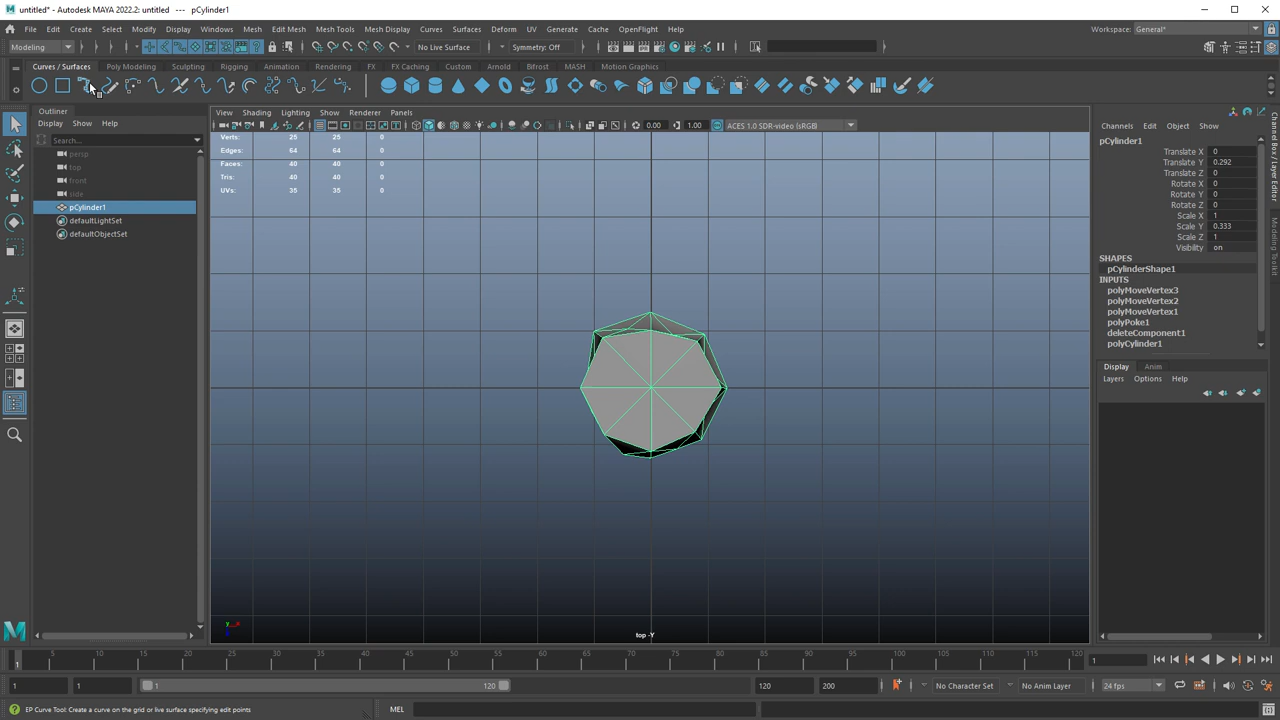 untitled* - Autodesk MAYA 2022.2: untitled --- pCylinder1
File Edit Create Select Modify Display Windows Mesh Edit Mesh Mesh Tools Mesh Display Curves Surfaces Deform UV Generate Cache OpenFlight Help
Workspace: General*
Modeling
No Live Surface
Symmetry: Off
Curves / Surfaces Poly Modeling Sculpting Rigging Animation Rendering FX FX Caching Custom Arnold Bifrost MASH Motion Graphics
Outliner
Display Show Help
Search...
persp
top
front
side
pCylinder1
defaultLightSet
defaultObjectSet
View Shading Lighting Show Renderer Panels
0.00 1.00 ACES 1.0 SDR-video (sRGB)
Verts: 25 25 0
Edges: 64 64 0
Faces: 40 40 0
Tris: 40 40 0
UVs: 35 35 0
top -Y
Channels Edit Object Show
pCylinder1
Translate X 0
Translate Y 0.292
Translate Z 0
Rotate X 0
Rotate Y 0
Rotate Z 0
Scale X 1
Scale Y 0.333
Scale Z 1
Visibility on
SHAPES
pCylinderShape1
INPUTS
polyMoveVertex3
polyMoveVertex2
polyMoveVertex1
polyPoke1
deleteComponent1
polyCylinder1
Display Anim
Layers Options Help
Channel Box / Layer Editor
Modeling Toolkit
5 10 15 20 25 30 35 40 45 50 55 60 65 70 75 80 85 90 95 100 105 110 115 120
1
1
1 1 1 120 120 200 No Character Set No Anim Layer 24 fps
EP Curve Tool: Create a curve on the grid or live surface specifying edit points
MEL